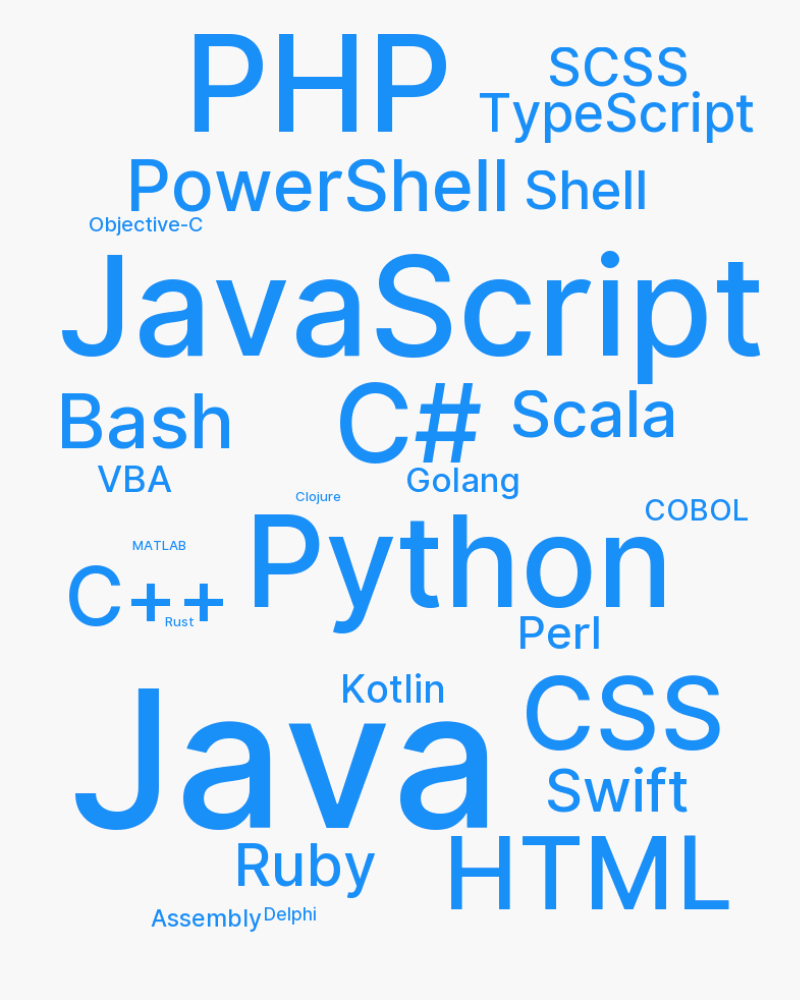 PHP
SCSS
TypeScript
PowerShell
Shell
Objective-C
JavaScript
Bash
C#
Scala
VBA
Golang
Clojure
COBOL
Python
MATLAB
C++
Rust
Perl
Kotlin
CSS
Java
Swift
Ruby
HTML
Assembly
Delphi